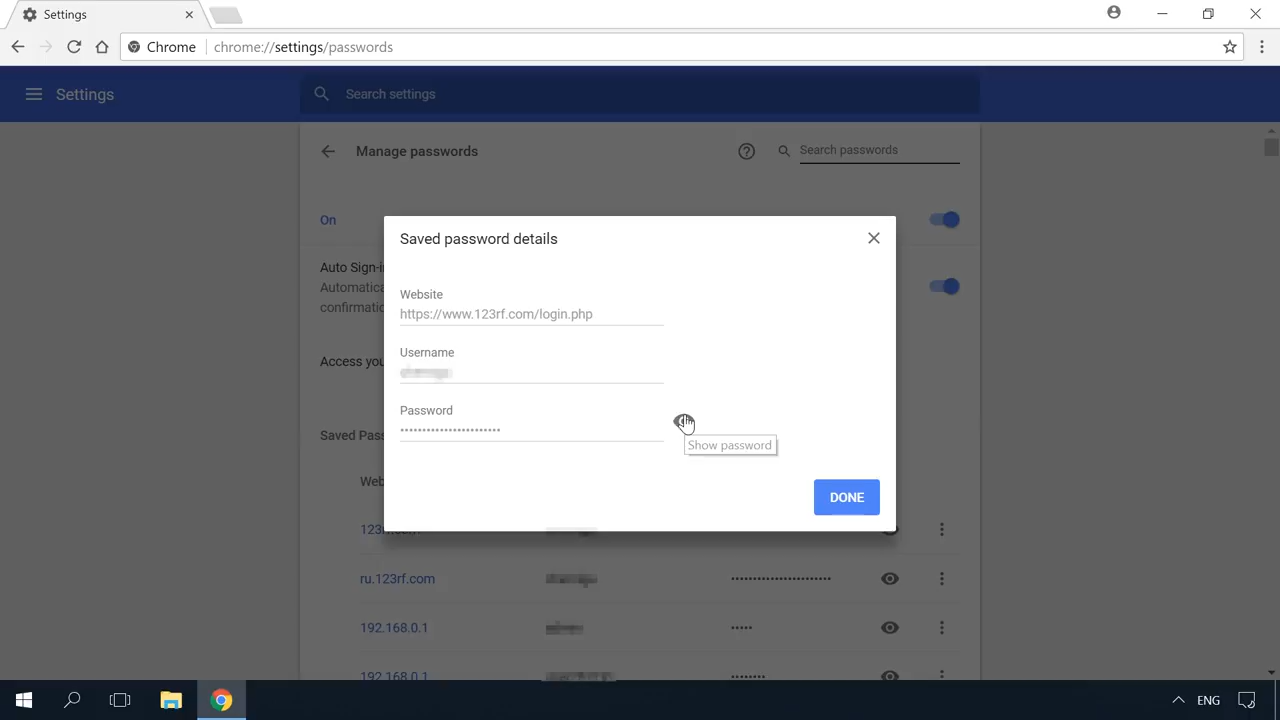 Settings
Chrome
chrome://settings/passwords
Settings
Search settings
Manage passwords
Search passwords
On
Auto Sign-i
Automatica
confirmatio
Access you
Saved Pass
Web
Saved password details
Website
https://www.123rf.com/login.php
Username
Password
•••••••••••••••••••••••
Show password
DONE
ru.123rf.com •••••••••••••••••••••••
192.168.0.1 •••••
192.168.0.1 ••••••••
ENG